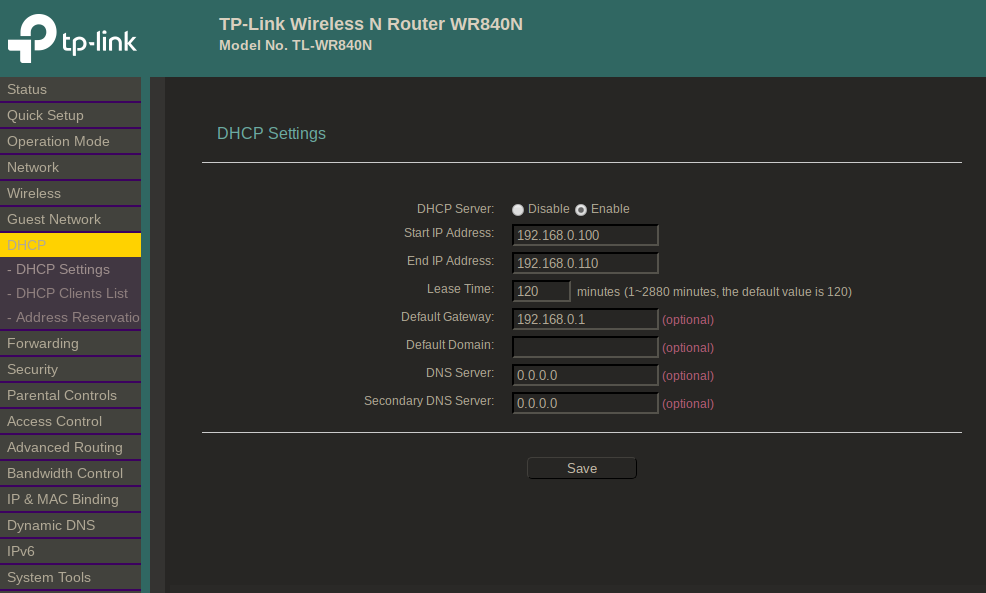 tp-link
TP-Link Wireless N Router WR840N
Model No. TL-WR840N
Status
Quick Setup
Operation Mode
Network
Wireless
Guest Network
DHCP
- DHCP Settings
- DHCP Clients List
- Address Reservatio
Forwarding
Security
Parental Controls
Access Control
Advanced Routing
Bandwidth Control
IP & MAC Binding
Dynamic DNS
IPv6
System Tools
DHCP Settings
DHCP Server: Disable Enable
Start IP Address: 192.168.0.100
End IP Address: 192.168.0.110
Lease Time: 120 minutes (1~2880 minutes, the default value is 120)
Default Gateway: 192.168.0.1 (optional)
Default Domain: (optional)
DNS Server: 0.0.0.0 (optional)
Secondary DNS Server: 0.0.0.0 (optional)
Save